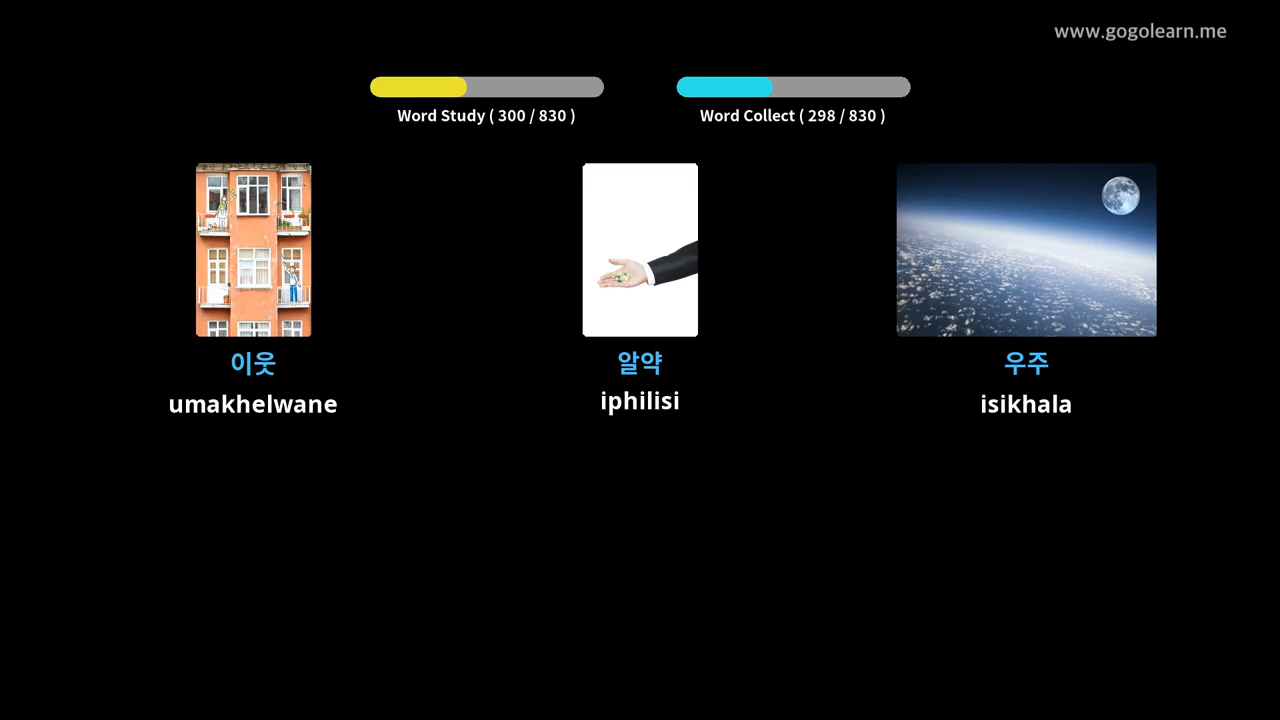 www.gogolearn.me
Word Study ( 300 / 830 )
Word Collect ( 298 / 830 )
이웃
umakhelwane
알약
iphilisi
우주
isikhala